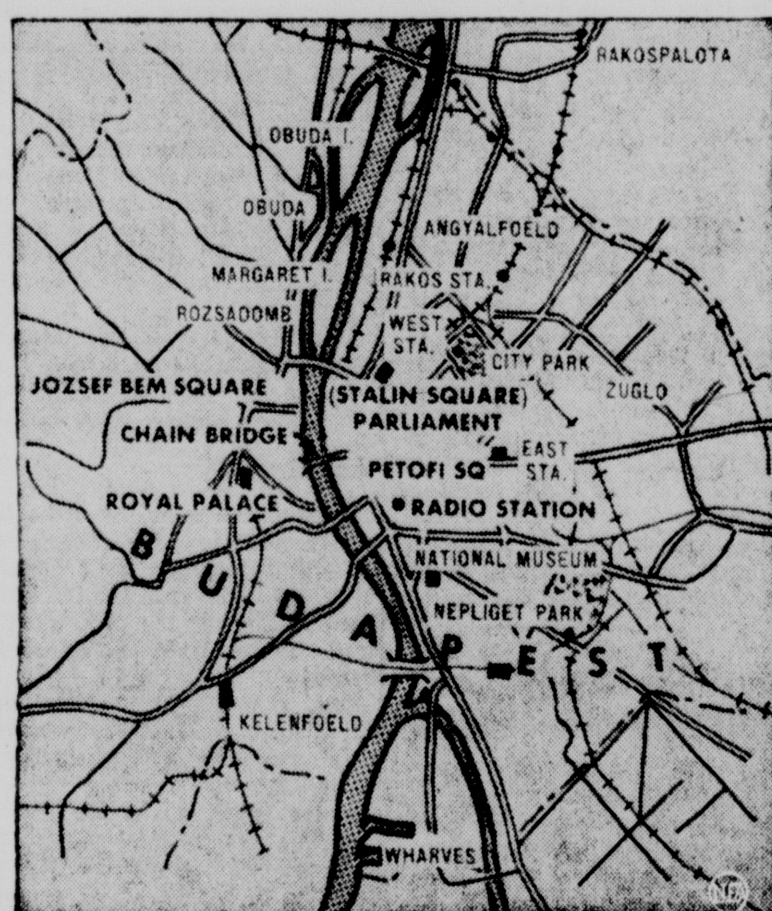 RAKOSPALOTA
OBUDA I.
OBUDA
ANGYALFOELD
MARGARET I.
RAKOS STA.
ROZSADOMB
WEST
STA.
CITY PARK
JOZSEF BEM SQUARE
(STALIN SQUARE)
PARLIAMENT
ZUGLO
CHAIN BRIDGE
PETOFI SQ
EAST
STA.
ROYAL PALACE
RADIO STATION
NATIONAL MUSEUM
NEPLIGET PARK
BUDAPEST
KELENFOELD
WHARVES